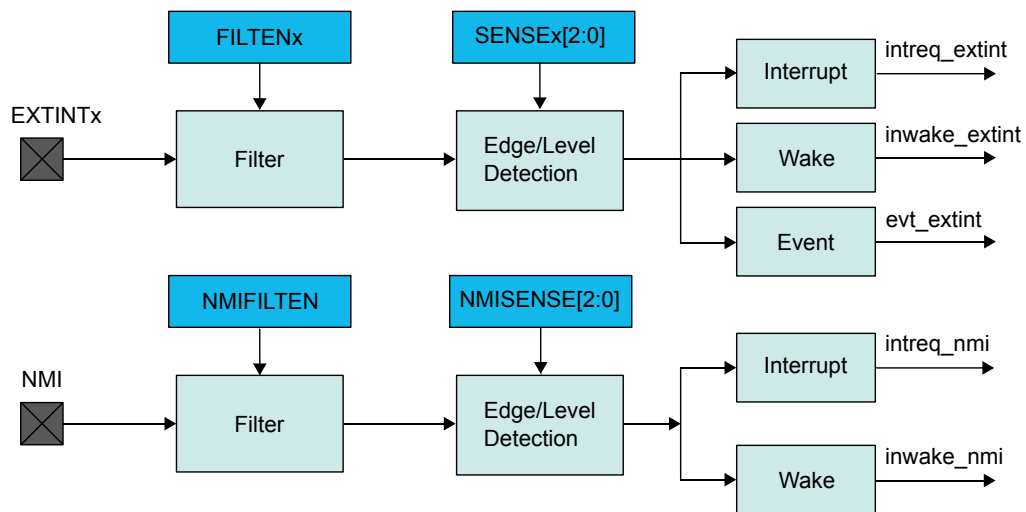 FILTENx
SENSEx[2:0]
intreq_extint
Interrupt
EXTINTx
Filter
Edge/Level
Detection
inwake_extint
Wake
evt_extint
Event
NMIFILTEN
NMISENSE[2:0]
intreq_nmi
Interrupt
NMI
Filter
Edge/Level
Detection
inwake_nmi
Wake